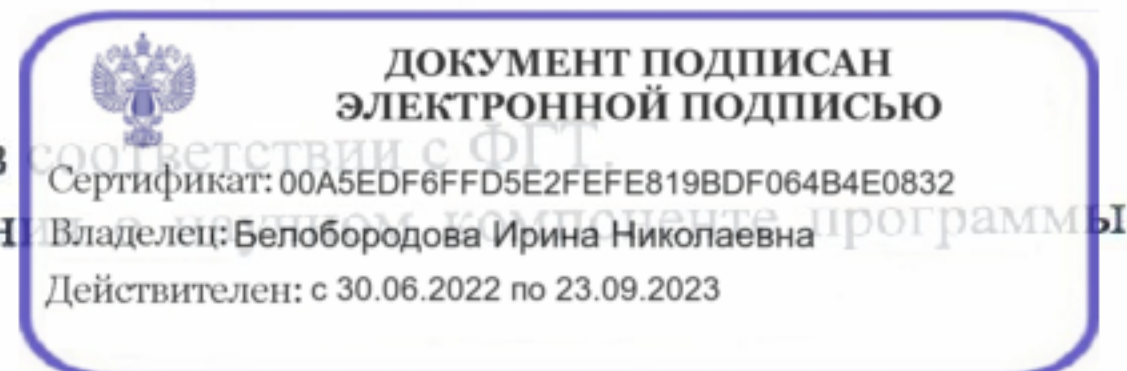 ДОКУМЕНТ ПОДПИСАН
ЭЛЕКТРОННОЙ ПОДПИСЬЮ
в соответствии с ФГТ.
Сертификат: 00A5EDF6FFD5E2FEFE819BDF064B4E0832
научном компоненте программы
Владелец: Белобородова Ирина Николаевна
Действителен: с 30.06.2022 по 23.09.2023